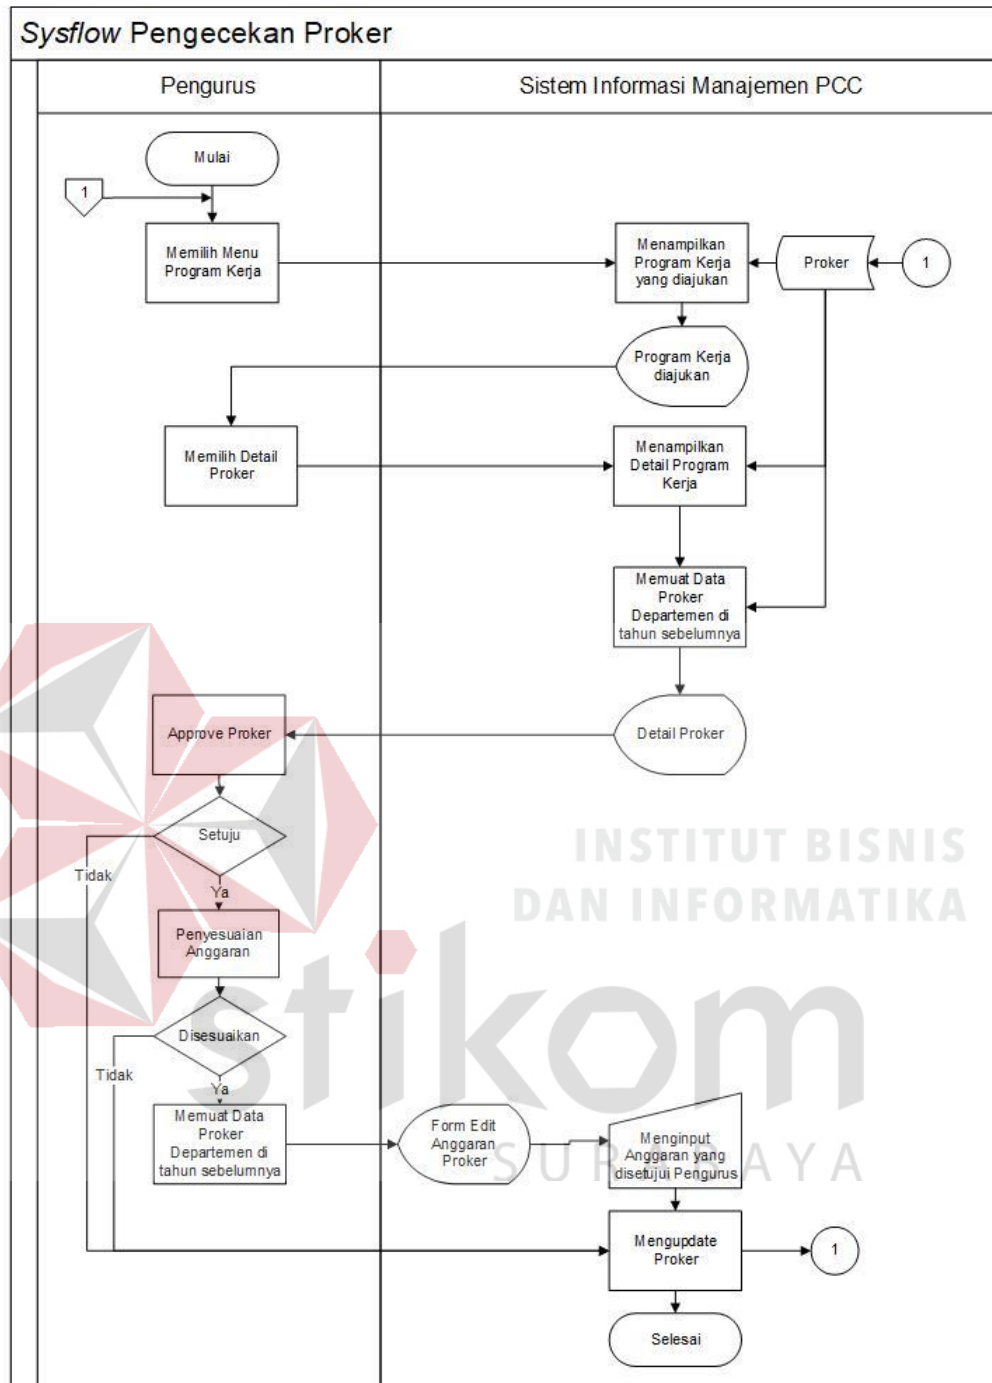 Sysflow Pengecekan Proker
Pengurus
Sistem Informasi Manajemen PCC
Mulai
1
Memilih Menu
Program Kerja
Menampilkan
Program Kerja
yang diajukan
Proker
1
Program Kerja
diajukan
Memilih Detail
Proker
Menampilkan
Detail Program
Kerja
Memuat Data
Proker
Departemen di
tahun sebelumnya
Approve Proker
Detail Proker
Setuju
Tidak
Ya
INSTITUT BISNIS
DAN INFORMATIKA
Penyesuaian
Anggaran
stikom
Disesuaikan
Tidak
Ya
Memuat Data
Proker
Departemen di
tahun sebelumnya
Form Edit
Anggaran
Proker
Menginput
Anggaran yang
disetujui Pengurus
SURABAYA
Mengupdate
Proker
1
Selesai